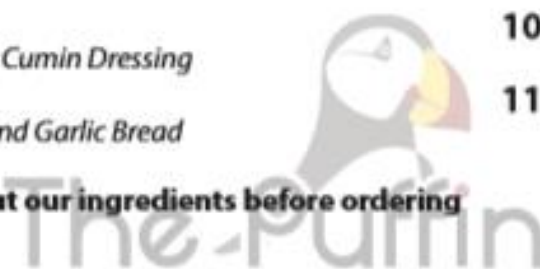 Cumin Dressing
10
11
nd Garlic Bread
t our ingredients before ordering
The Puffin